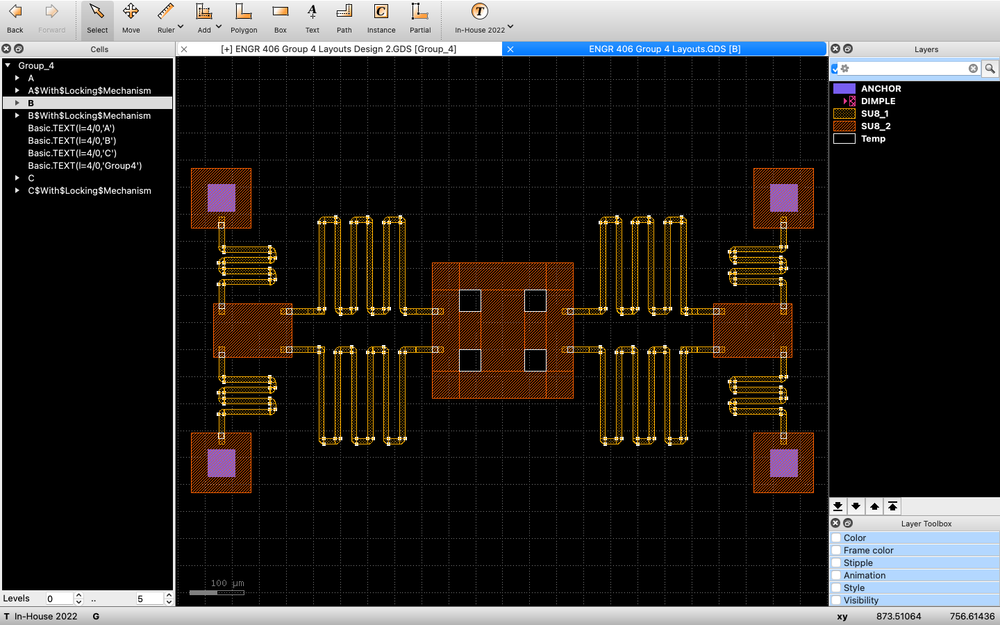 Back
Forward
Select
Move
Ruler
Add
Polygon
Box
Text
Path
Instance
Partial
In-House 2022
Cells
[+] ENGR 406 Group 4 Layouts Design 2.GDS [Group_4]
ENGR 406 Group 4 Layouts.GDS [B]
Layers
Group_4
A
A$With$Locking$Mechanism
B
B$With$Locking$Mechanism
Basic.TEXT(l=4/0,'A')
Basic.TEXT(l=4/0,'B')
Basic.TEXT(l=4/0,'C')
Basic.TEXT(l=4/0,'Group4')
C
C$With$Locking$Mechanism
ANCHOR
DIMPLE
SU8_1
SU8_2
Temp
100 µm
Layer Toolbox
Color
Frame color
Stipple
Animation
Style
Visibility
Levels 0 .. 5
T In-House 2022 G
xy 873.51064 756.61436